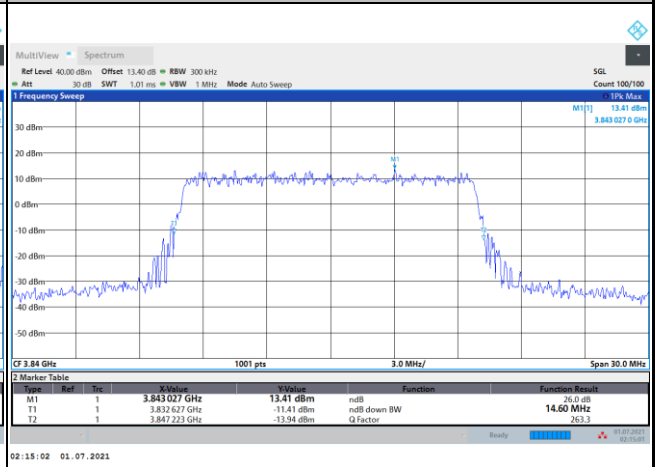 MultiView Spectrum
Ref Level 40.00 dBm Offset 13.40 dB RBW 300 kHz SGL
Att 30 dB SWT 1.01 ms VBW 1 MHz Mode Auto Sweep Count 100/100
1 Frequency Sweep 1Pk Max
M1[1] 13.41 dBm
3.843 027 0 GHz
30 dBm
20 dBm
M1
10 dBm
0 dBm
T1
-10 dBm
-20 dBm
-30 dBm
-40 dBm
-50 dBm
CF 3.84 GHz 1001 pts 3.0 MHz/ Span 30.0 MHz
2 Marker Table
Type Ref Trc X-Value Y-Value Function Function Result
M1 1 3.843 027 GHz 13.41 dBm ndB 26.0 dB
T1 1 3.832 627 GHz -11.41 dBm ndB down BW 14.60 MHz
T2 1 3.847 223 GHz -13.94 dBm Q Factor 263.3
Ready 01.07.2021
02:15:01
02:15:02 01.07.2021